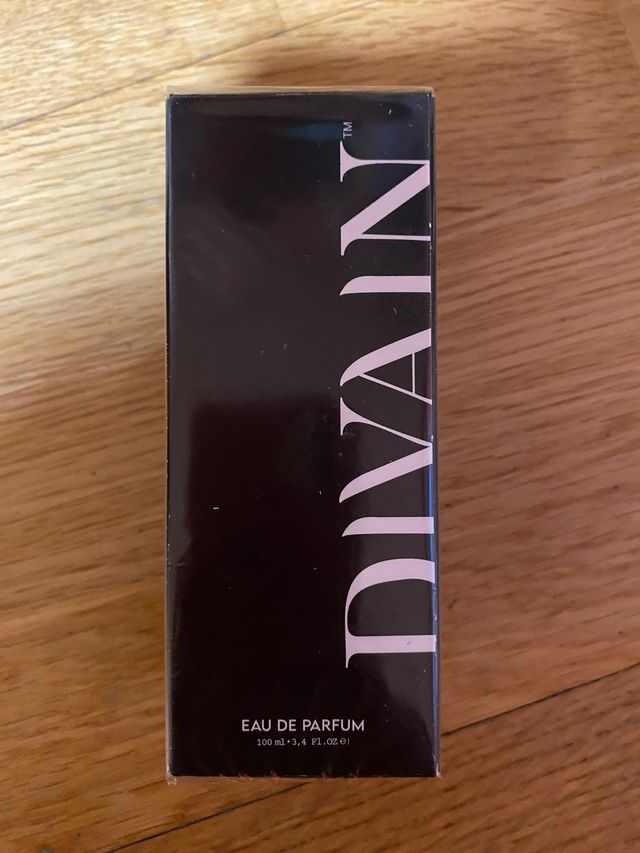 DIVAIN™
EAU DE PARFUM
100 ml • 3,4 Fl.OZ ℮